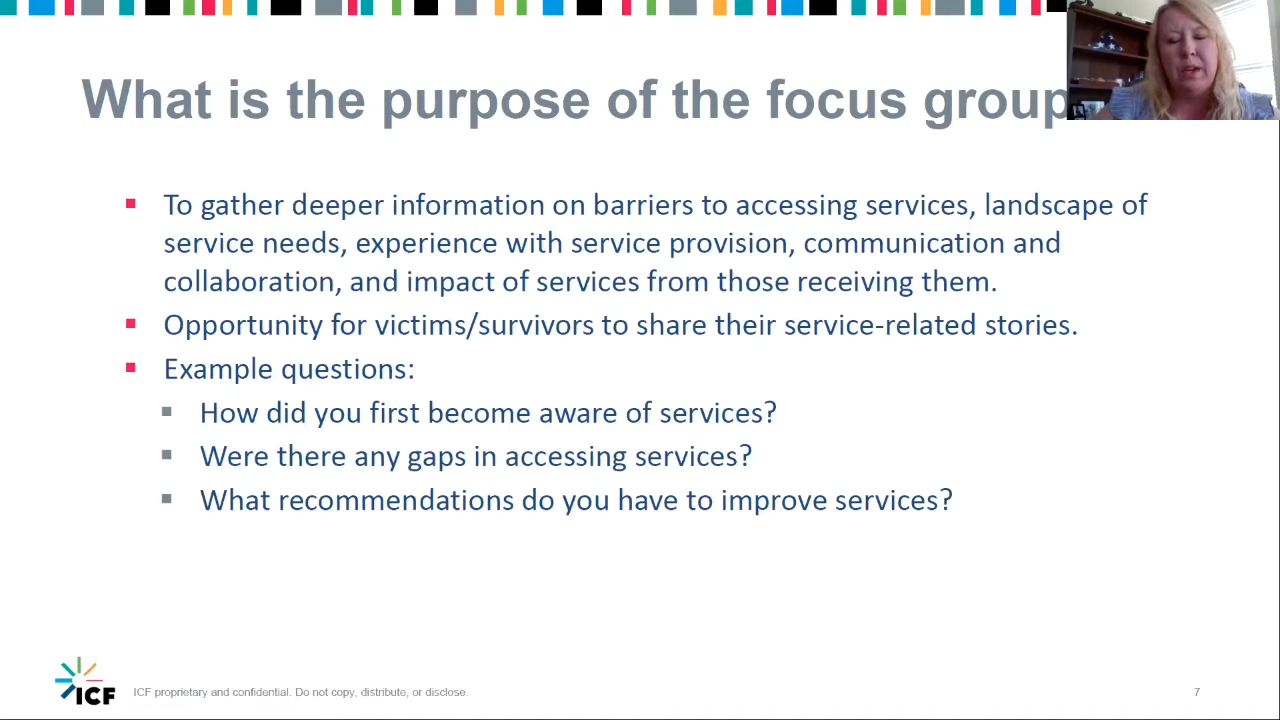 What is the purpose of the focus group
To gather deeper information on barriers to accessing services, landscape of
service needs, experience with service provision, communication and
collaboration, and impact of services from those receiving them.
Opportunity for victims/survivors to share their service-related stories.
Example questions:
How did you first become aware of services?
Were there any gaps in accessing services?
What recommendations do you have to improve services?
ICF
ICF proprietary and confidential. Do not copy, distribute, or disclose.
7